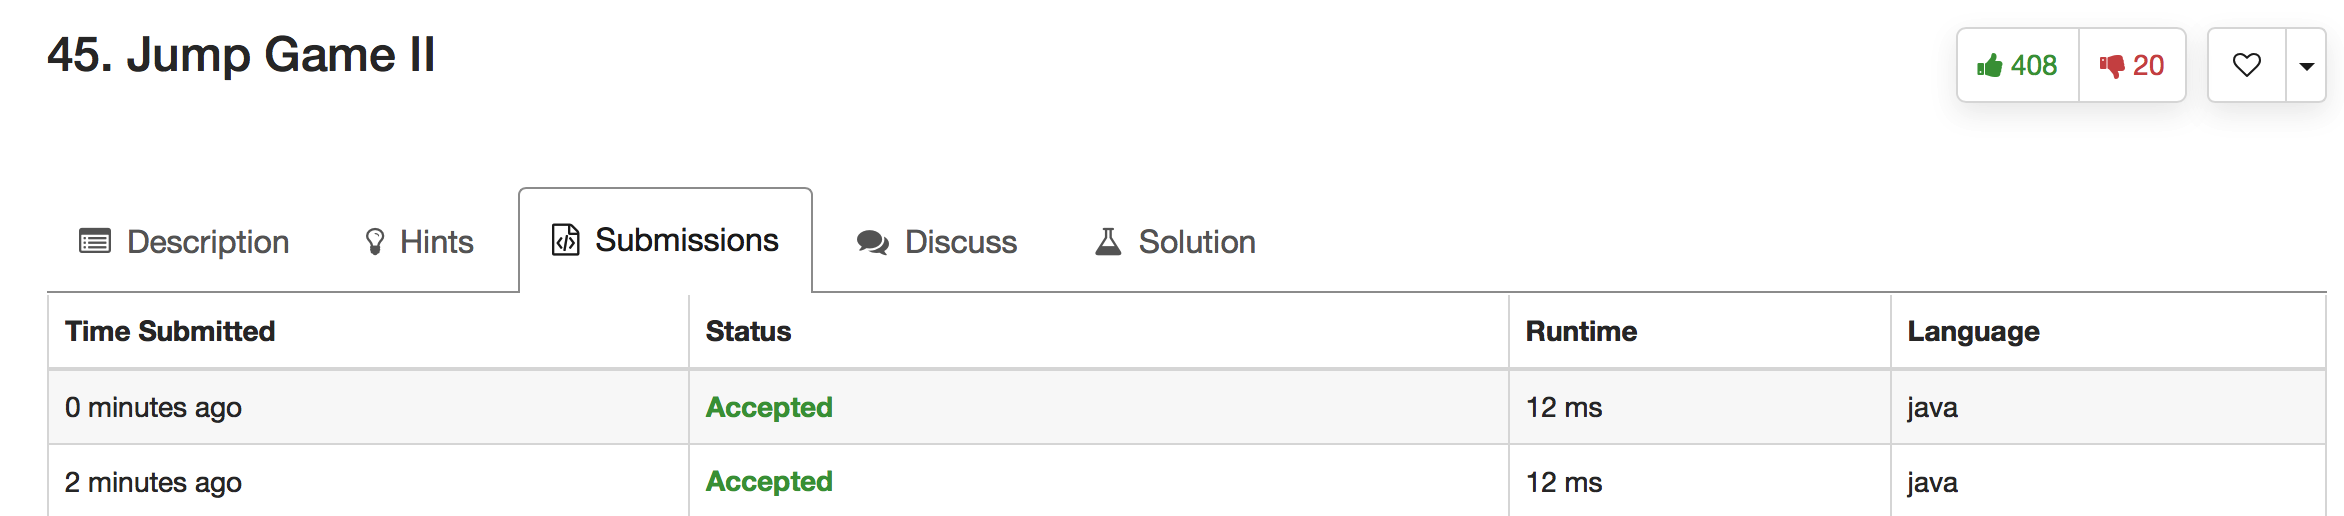 45. Jump Game II
408 20
Description Hints Submissions Discuss Solution
Time Submitted Status Runtime Language
0 minutes ago Accepted 12 ms java
2 minutes ago Accepted 12 ms java